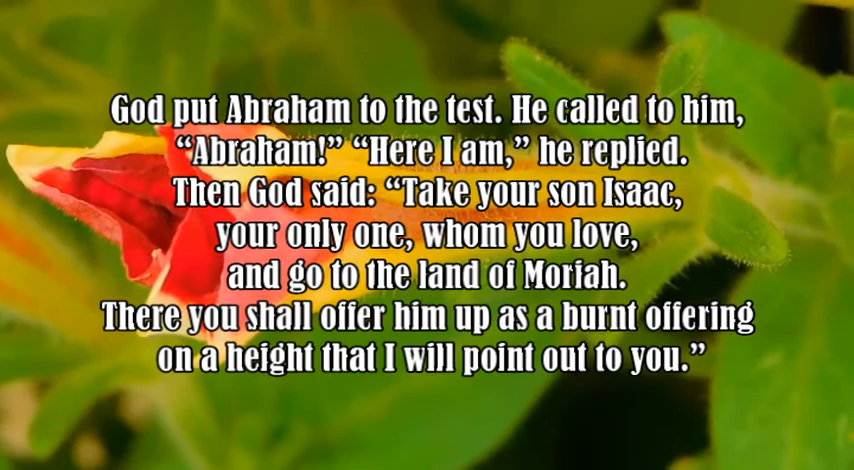 God put Abraham to the test. He called to him,
“Abraham!” “Here I am,” he replied.
Then God said: “Take your son Isaac,
your only one, whom you love,
and go to the land of Moriah.
There you shall offer him up as a burnt offering
on a height that I will point out to you.”